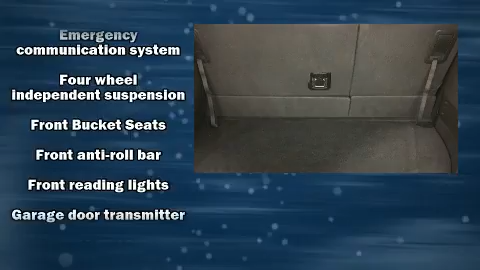 Emergency
communication system
Four wheel
independent suspension
Front Bucket Seats
Front anti-roll bar
Front reading lights
Garage door transmitter